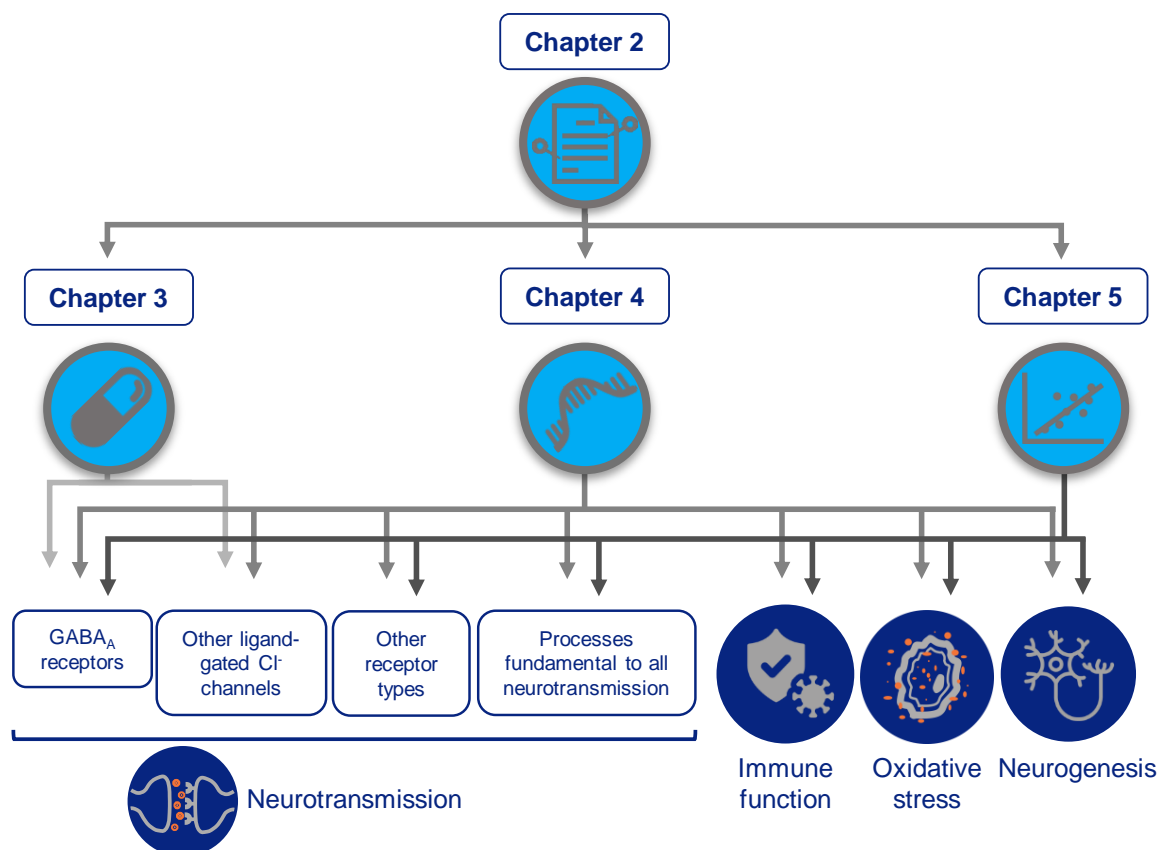 Chapter 2
Chapter 3
Chapter 4
Chapter 5
GABA_A
receptors
Other ligand-
gated Cl⁻
channels
Other
receptor
types
Processes
fundamental to all
neurotransmission
Immune
function
Oxidative
stress
Neurogenesis
Neurotransmission